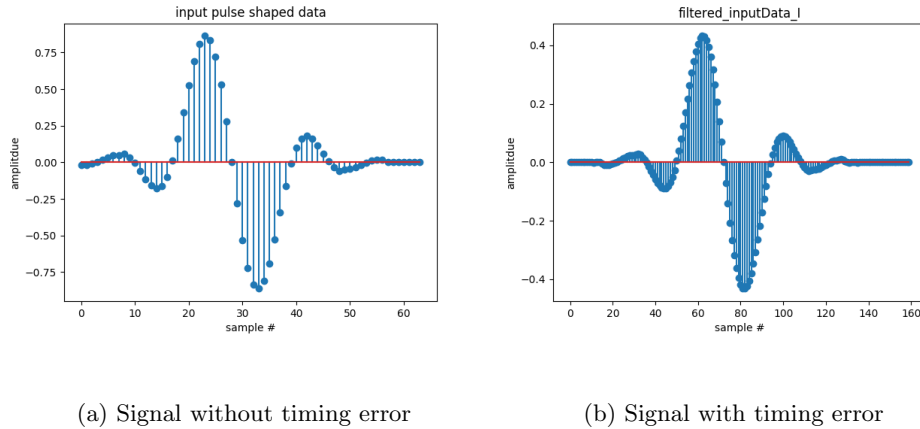 input pulse shaped data
0.75
0.50
0.25
0.00
−0.25
−0.50
−0.75
amplitdue
0 10 20 30 40 50 60
sample #
(a) Signal without timing error
filtered_inputData_I
0.4
0.2
0.0
−0.2
−0.4
amplitdue
0 20 40 60 80 100 120 140 160
sample #
(b) Signal with timing error